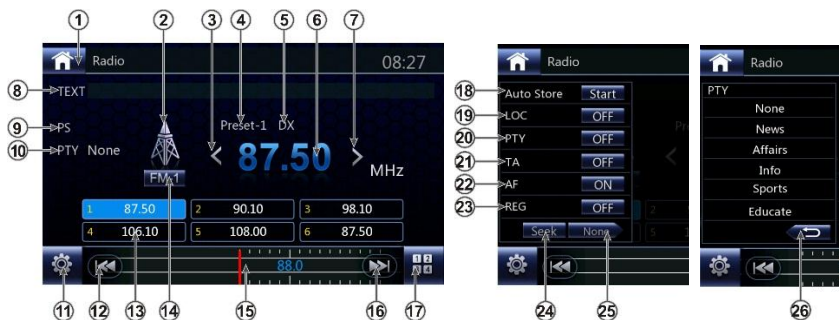 1 2 3 4 5 6 7
Radio 08:27
8 TEXT
9 PS Preset-1 DX
10 PTY None 87.50 MHz
FM-1
1 87.50 2 90.10 3 98.10
4 106.10 5 108.00 6 87.50
88.0 1 2 4
11 12 13 14 15 16 17
Radio
18 Auto Store Start
19 LOC OFF
20 PTY OFF
21 TA OFF
22 AF ON
23 REG OFF
Seek None
24 25
Radio
PTY
None
News
Affairs
Info
Sports
Educate
26